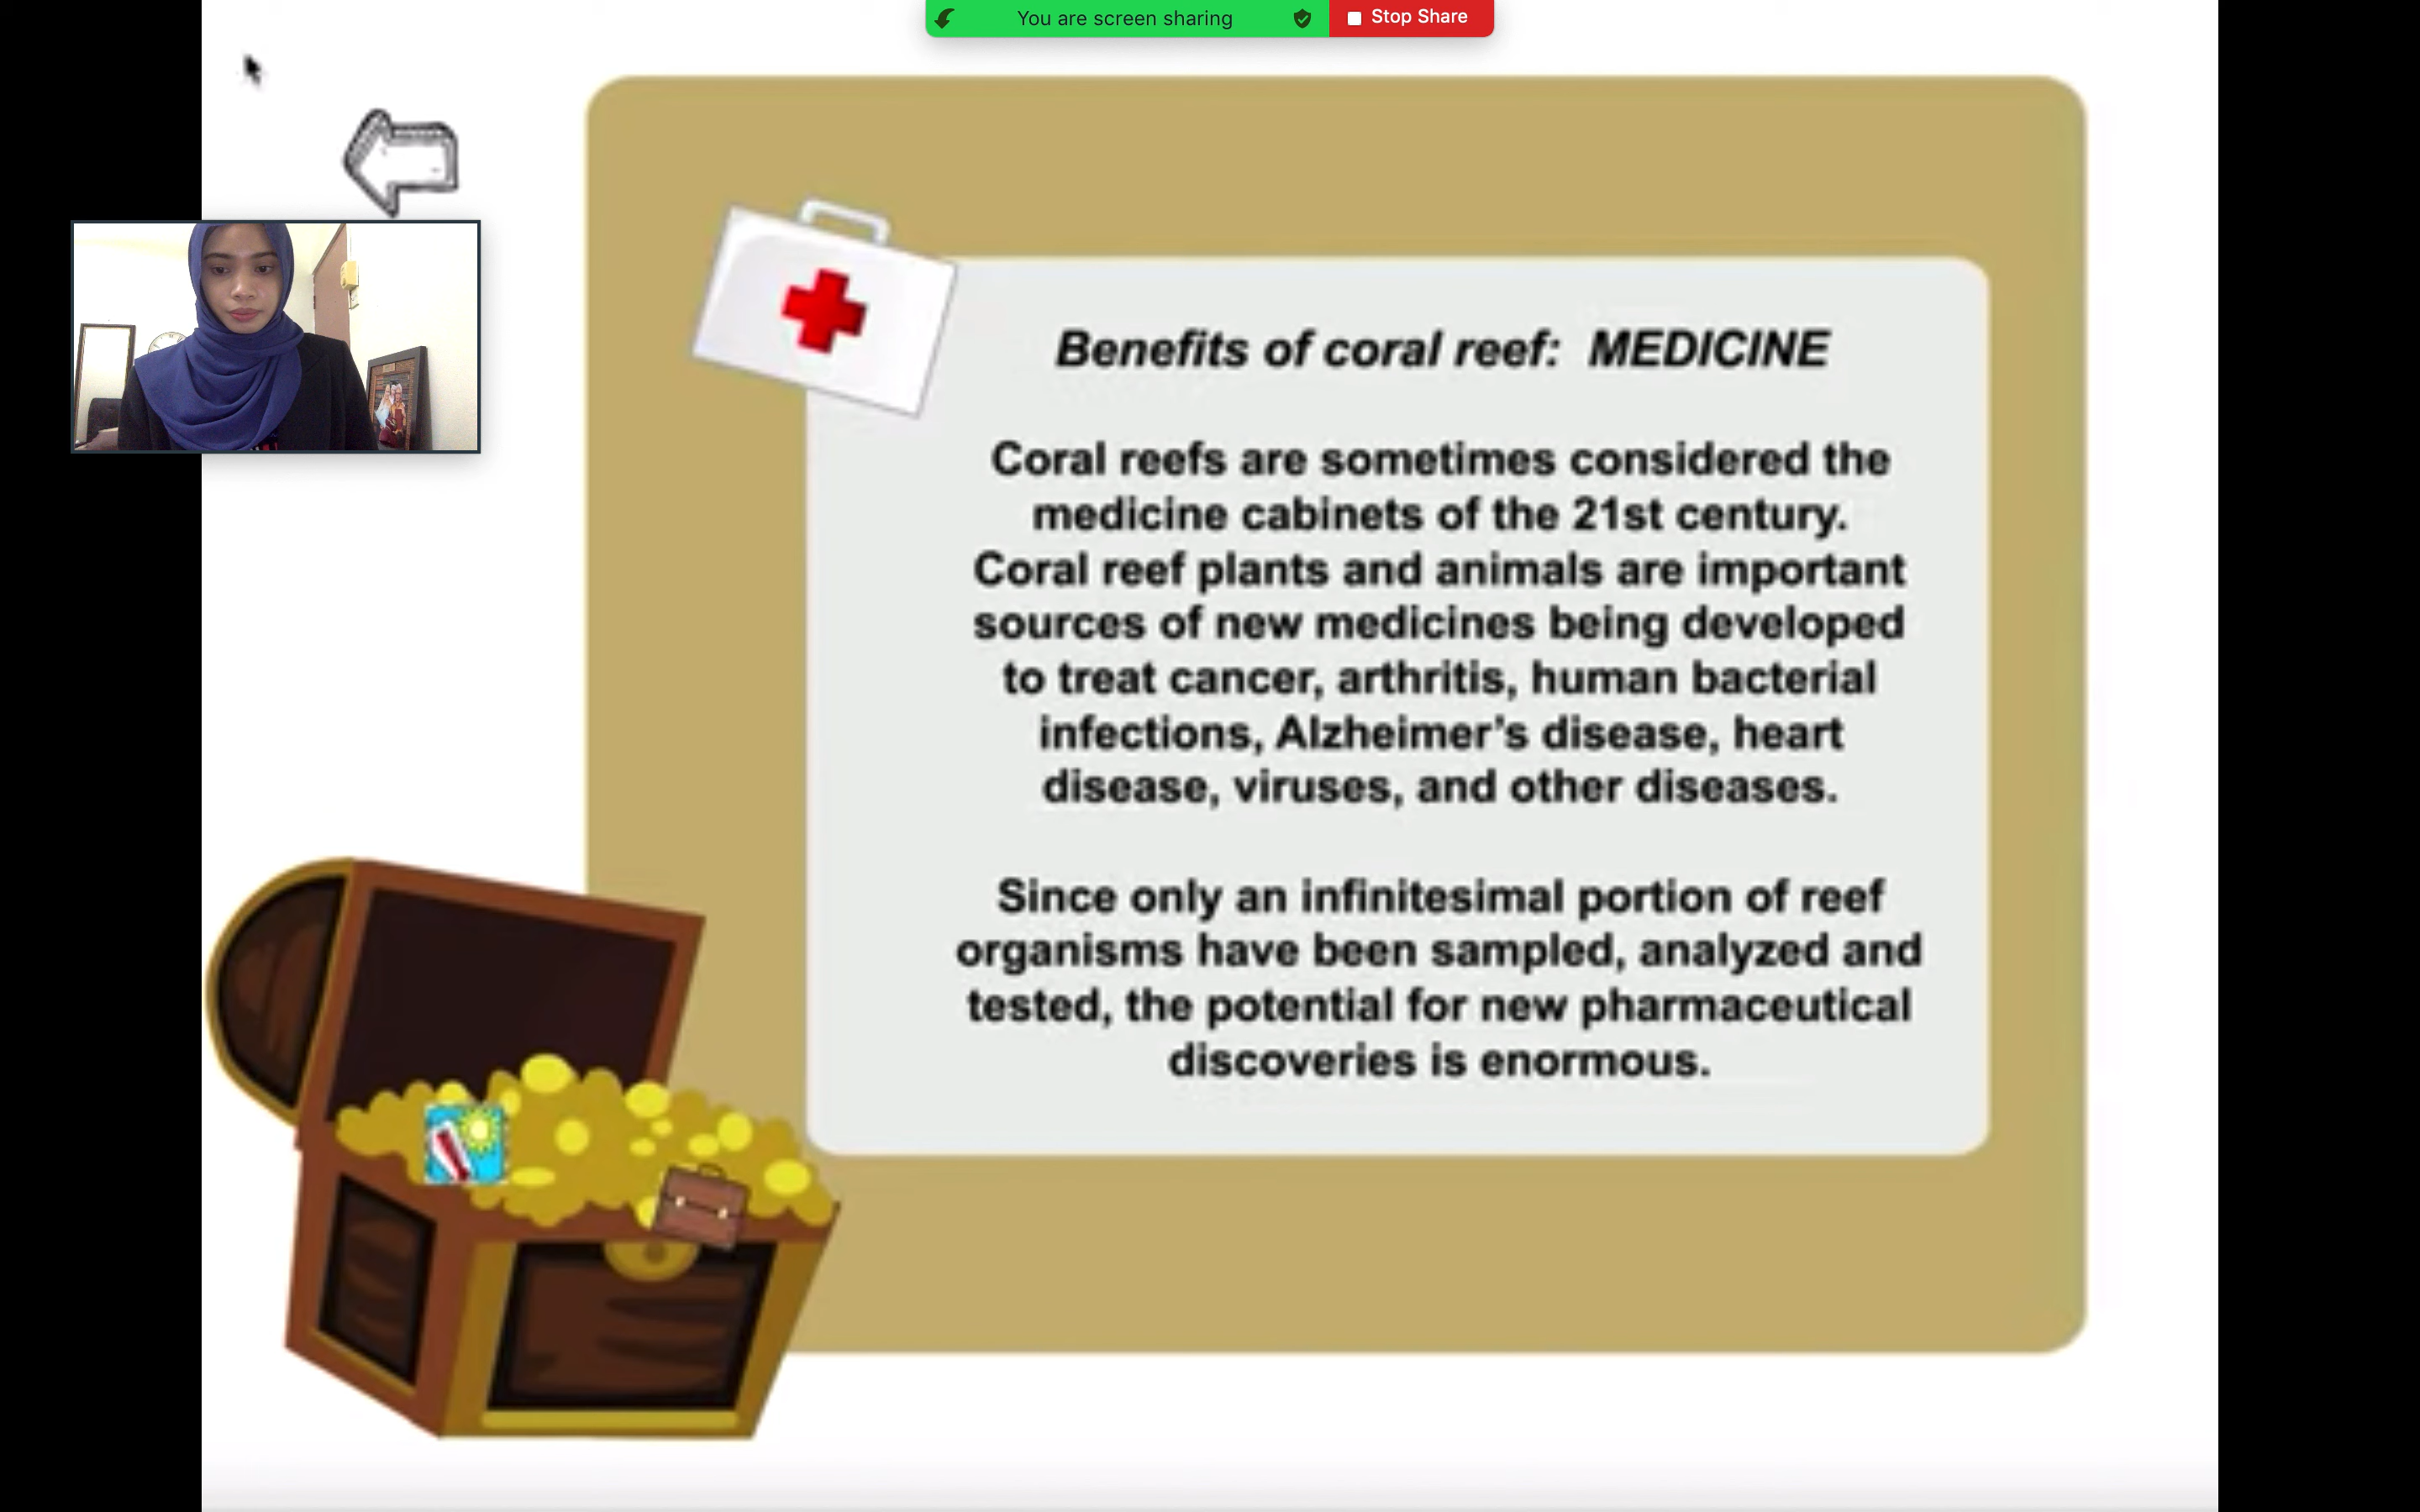 You are screen sharing
Stop Share
Benefits of coral reef: MEDICINE
Coral reefs are sometimes considered the
medicine cabinets of the 21st century.
Coral reef plants and animals are important
sources of new medicines being developed
to treat cancer, arthritis, human bacterial
infections, Alzheimer's disease, heart
disease, viruses, and other diseases.
Since only an infinitesimal portion of reef
organisms have been sampled, analyzed and
tested, the potential for new pharmaceutical
discoveries is enormous.